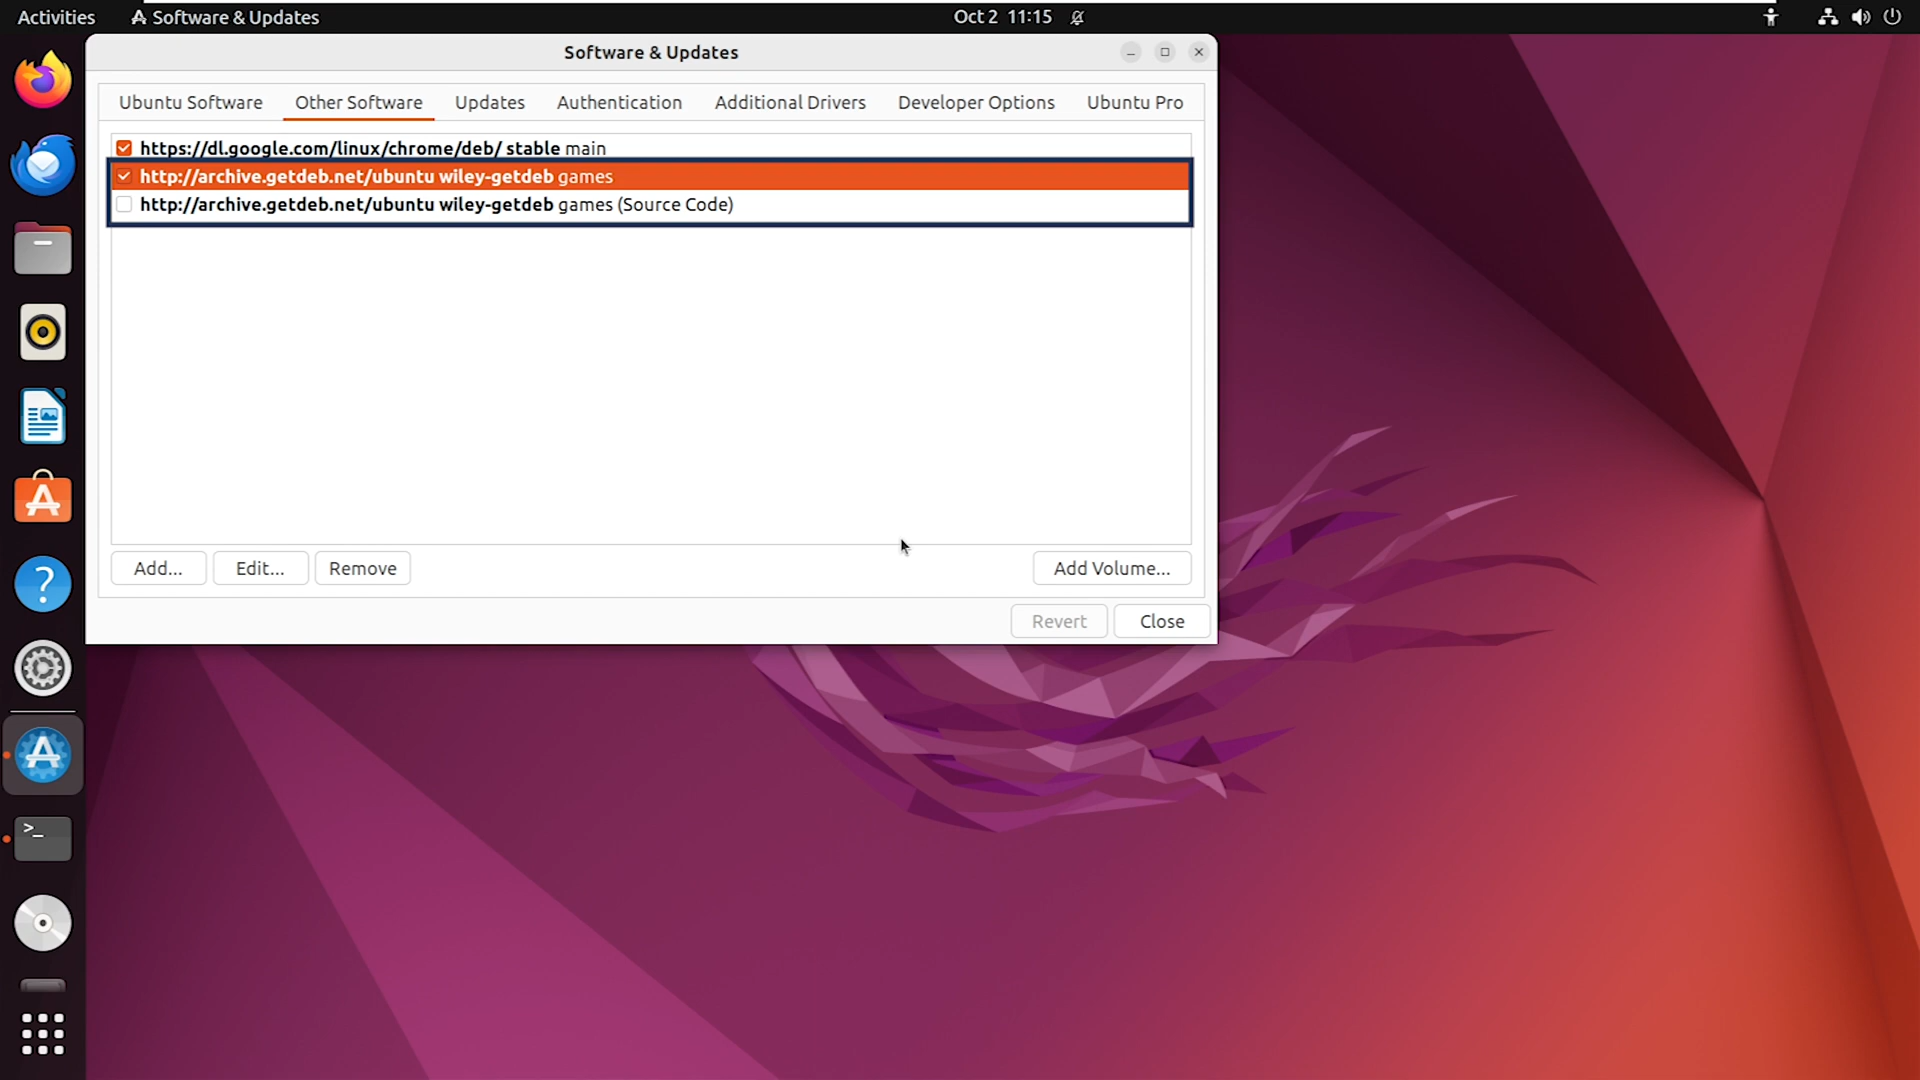 Activities Software & Updates Oct 2 11:15
Software & Updates
Ubuntu Software Other Software Updates Authentication Additional Drivers Developer Options Ubuntu Pro
https://dl.google.com/linux/chrome/deb/ stable main
http://archive.getdeb.net/ubuntu wiley-getdeb games
http://archive.getdeb.net/ubuntu wiley-getdeb games (Source Code)
Add... Edit... Remove Add Volume...
Revert Close